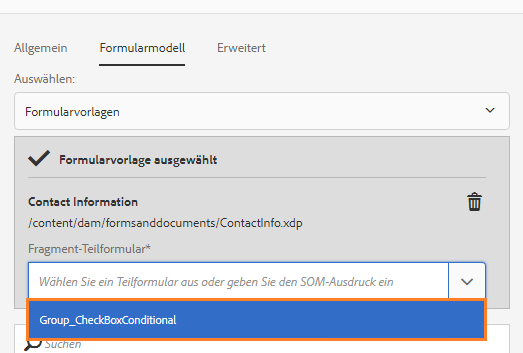 Allgemein Formularmodell Erweitert
Auswählen:
Formularvorlagen
Formularvorlage ausgewählt
Contact Information
/content/dam/formsanddocuments/ContactInfo.xdp
Fragment-Teilformular*
Wählen Sie ein Teilformular aus oder geben Sie den SOM-Ausdruck ein
Group_CheckBoxConditional
Suchen